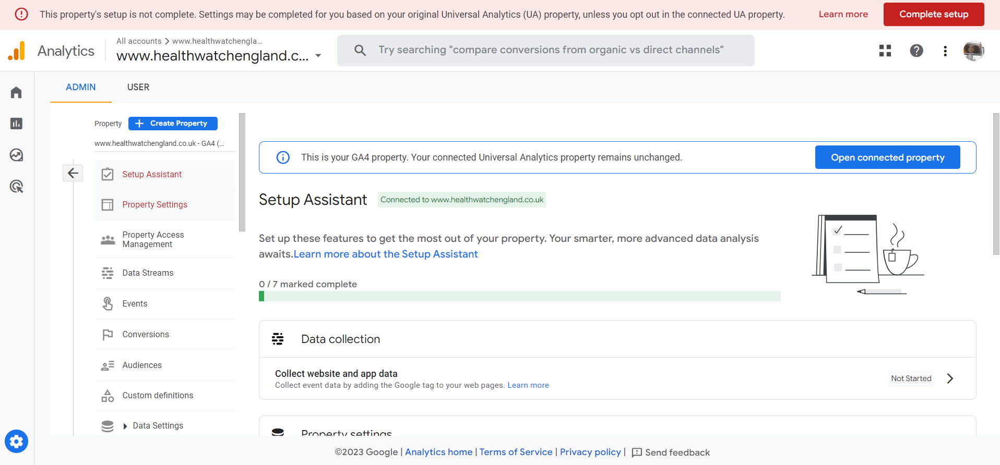 This property's setup is not complete. Settings may be completed for you based on your original Universal Analytics (UA) property, unless you opt out in the connected UA property.
Learn more
Complete setup
Analytics
All accounts > www.healthwatchengla...
www.healthwatchengland.c...
Try searching "compare conversions from organic vs direct channels"
ADMIN
USER
Property
Create Property
www.healthwatchengland.co.uk - GA4 (...
Setup Assistant
Property Settings
Property Access
Management
Data Streams
Events
Conversions
Audiences
Custom definitions
Data Settings
This is your GA4 property. Your connected Universal Analytics property remains unchanged.
Open connected property
Setup Assistant
Connected to www.healthwatchengland.co.uk
Set up these features to get the most out of your property. Your smarter, more advanced data analysis
awaits.Learn more about the Setup Assistant
0 / 7 marked complete
Data collection
Collect website and app data
Collect event data by adding the Google tag to your web pages. Learn more
Not Started
Property settings
©2023 Google | Analytics home | Terms of Service | Privacy policy | Send feedback